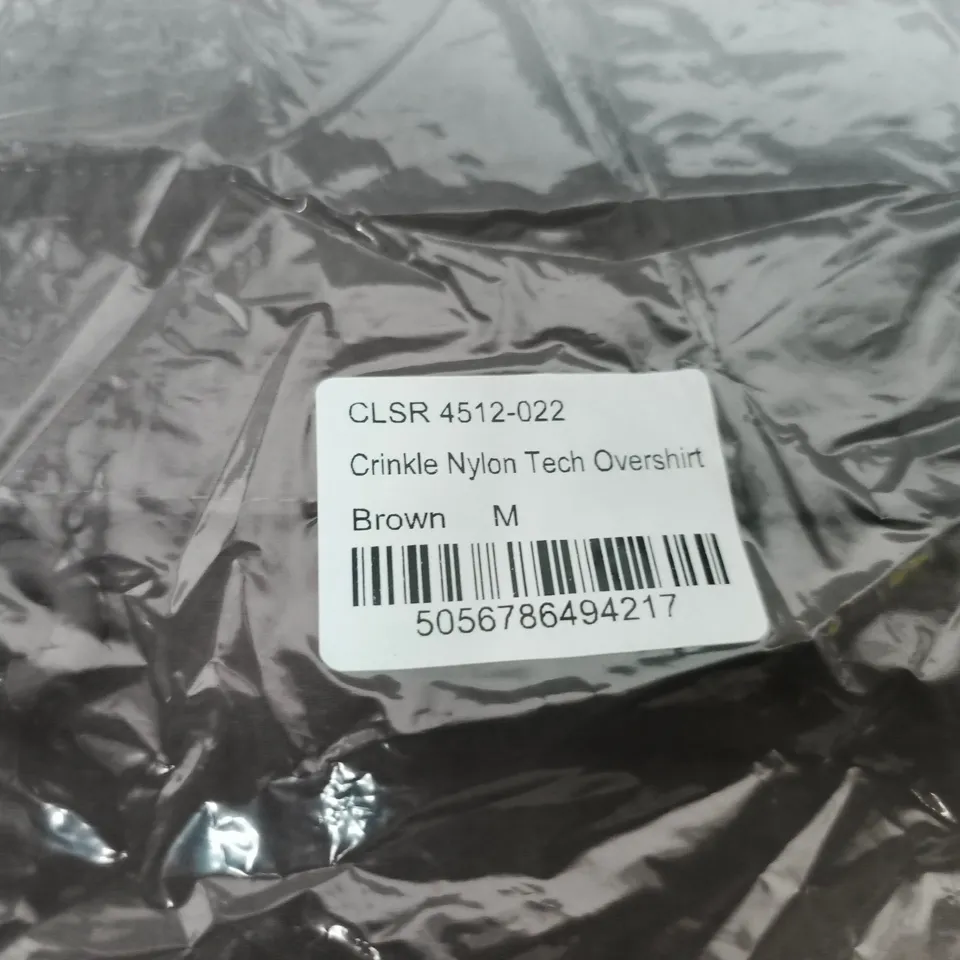 CLSR 4512-022
Crinkle Nylon Tech Overshirt
Brown M
5056786494217